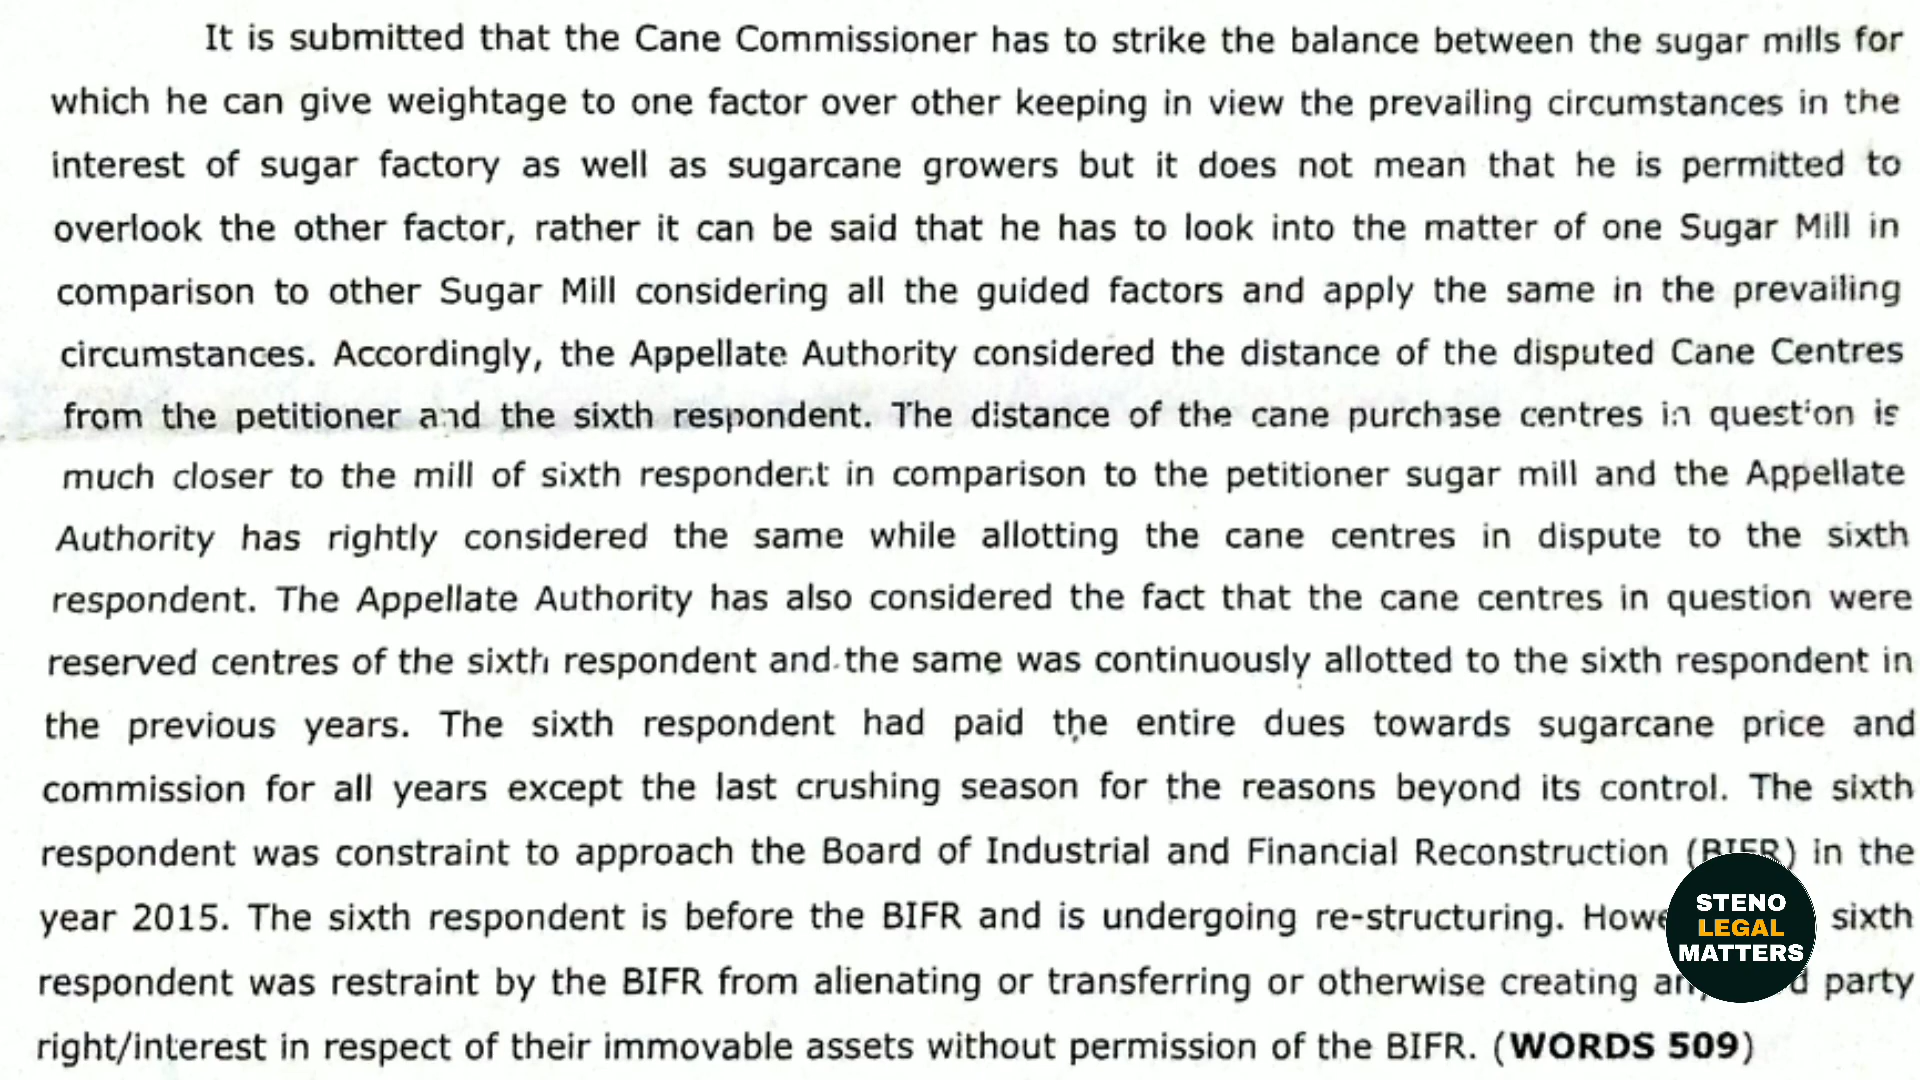 It is submitted that the Cane Commissioner has to strike the balance between the sugar mills for
which he can give weightage to one factor over other keeping in view the prevailing circumstances in the
interest of sugar factory as well as sugarcane growers but it does not mean that he is permitted to
overlook the other factor, rather it can be said that he has to look into the matter of one Sugar Mill in
comparison to other Sugar Mill considering all the guided factors and apply the same in the prevailing
circumstances. Accordingly, the Appellate Authority considered the distance of the disputed Cane Centres
from the petitioner and the sixth respondent. The distance of the cane purchase centres in question is
much closer to the mill of sixth respondent in comparison to the petitioner sugar mill and the Appellate
Authority has rightly considered the same while allotting the cane centres in dispute to the sixth
respondent. The Appellate Authority has also considered the fact that the cane centres in question were
reserved centres of the sixth respondent and the same was continuously allotted to the sixth respondent in
the previous years. The sixth respondent had paid the entire dues towards sugarcane price and
commission for all years except the last crushing season for the reasons beyond its control. The sixth
respondent was constraint to approach the Board of Industrial and Financial Reconstruction (BIFR) in the
year 2015. The sixth respondent is before the BIFR and is undergoing re-structuring. sixth
respondent was restraint by the BIFR from alienating or transferring or otherwise creating party
right/interest in respect of their immovable assets without permission of the BIFR. (WORDS 509)
STENO
LEGAL
MATTERS